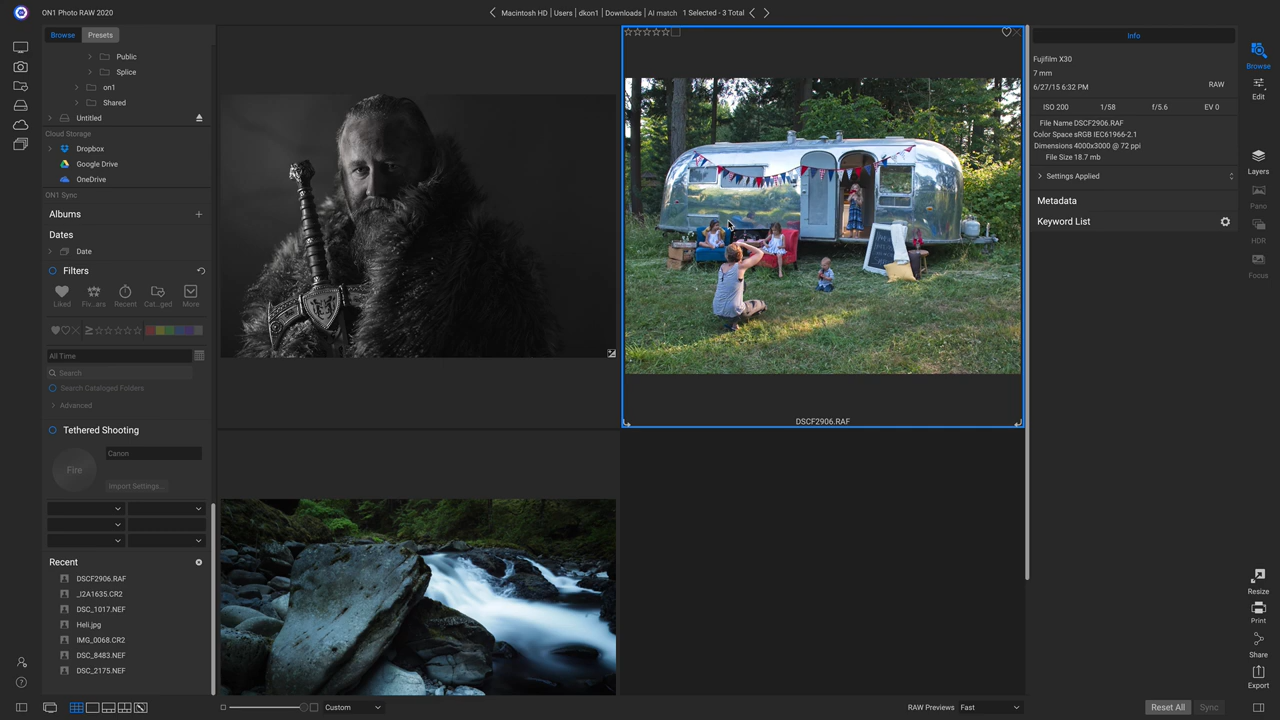 ON1 Photo RAW 2020
Macintosh HD | Users | dkon1 | Downloads | AI match 1 Selected - 3 Total
Browse
Presets
Public
Splice
on1
Shared
Untitled
Cloud Storage
Dropbox
Google Drive
OneDrive
ON1 Sync
Albums
Dates
Date
Filters
Liked
Fiv...ars
Recent
Cat...ged
More
All Time
Search
Search Cataloged Folders
Advanced
Tethered Shooting
Fire
Canon
Import Settings...
Recent
DSCF2906.RAF
_I2A1635.CR2
DSC_1017.NEF
Heli.jpg
IMG_0068.CR2
DSC_8483.NEF
DSC_2175.NEF
DSCF2906.RAF
Custom
RAW Previews Fast
Info
Fujifilm X30
7 mm
6/27/15 6:32 PM
RAW
ISO 200 1/58 f/5.6 EV 0
File Name DSCF2906.RAF
Color Space sRGB IEC61966-2.1
Dimensions 4000x3000 @ 72 ppi
File Size 18.7 mb
Settings Applied
Metadata
Keyword List
Browse
Edit
Layers
Pano
HDR
Focus
Resize
Print
Share
Export
Reset All
Sync